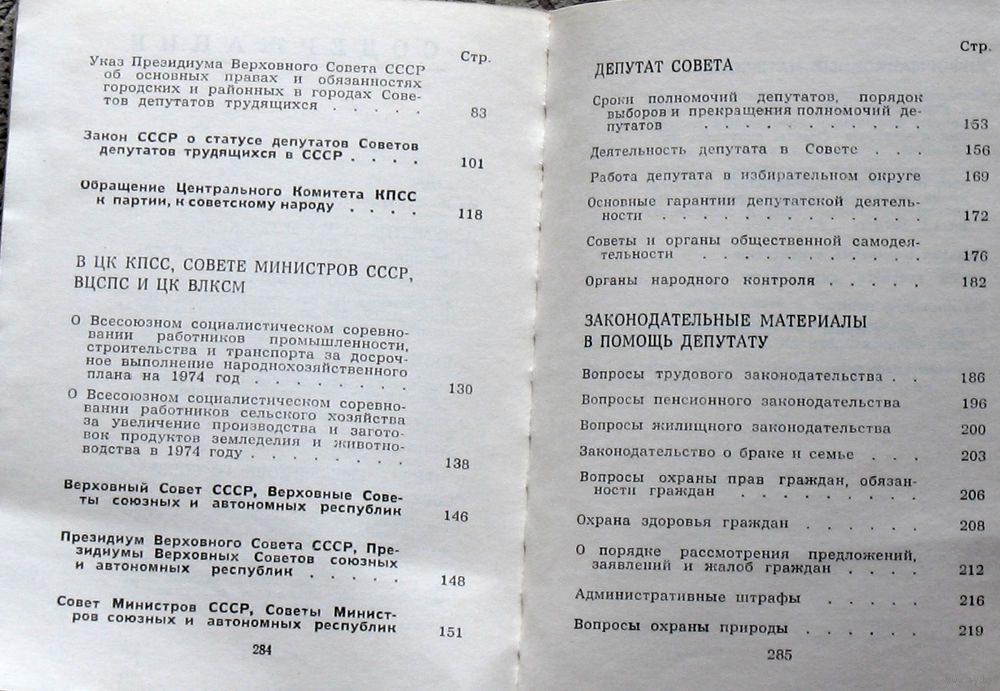 Стр.
Указ Президиума Верховного Совета СССР
об основных правах и обязанностях
городских и районных в городах Сове-
тов депутатов трудящихся . . . . . 83
Закон СССР о статусе депутатов Советов
депутатов трудящихся в СССР . . . . 101
Обращение Центрального Комитета КПСС
к партии, к советскому народу . . . . 118
В ЦК КПСС, СОВЕТЕ МИНИСТРОВ СССР,
ВЦСПС И ЦК ВЛКСМ
О Всесоюзном социалистическом соревно-
вании работников промышленности,
строительства и транспорта за досроч-
ное выполнение народнохозяйственного
плана на 1974 год . . . . . . . . 130
О Всесоюзном социалистическом соревно-
вании работников сельского хозяйства
за увеличение производства и загото-
вок продуктов земледелия и животно-
водства в 1974 году . . . . . . . . 138
Верховный Совет СССР, Верховные Сове-
ты союзных и автономных республик 146
Президиум Верховного Совета СССР, Пре-
зидиумы Верховных Советов союзных
и автономных республик . . . . . 148
Совет Министров СССР, Советы Минист-
ров союзных и автономных республик 151
284
Стр.
ДЕПУТАТ СОВЕТА
Сроки полномочий депутатов, порядок
выборов и прекращения полномочий де-
путатов . . . . . . . . . . . 153
Деятельность депутата в Совете . . . 156
Работа депутата в избирательном округе 169
Основные гарантии депутатской деятель-
ности . . . . . . . . . . . . 172
Советы и органы общественной самодея-
тельности . . . . . . . . . . . 176
Органы народного контроля . . . . . 182
ЗАКОНОДАТЕЛЬНЫЕ МАТЕРИАЛЫ
В ПОМОЩЬ ДЕПУТАТУ
Вопросы трудового законодательства . . 186
Вопросы пенсионного законодательства 196
Вопросы жилищного законодательства 200
Законодательство о браке и семье . . . 203
Вопросы охраны прав граждан, обязан-
ности граждан . . . . . . . . . 206
Охрана здоровья граждан . . . . . . 208
О порядке рассмотрения предложений,
заявлений и жалоб граждан . . . . 212
Административные штрафы . . . . . 216
Вопросы охраны природы . . . . . . 219
285